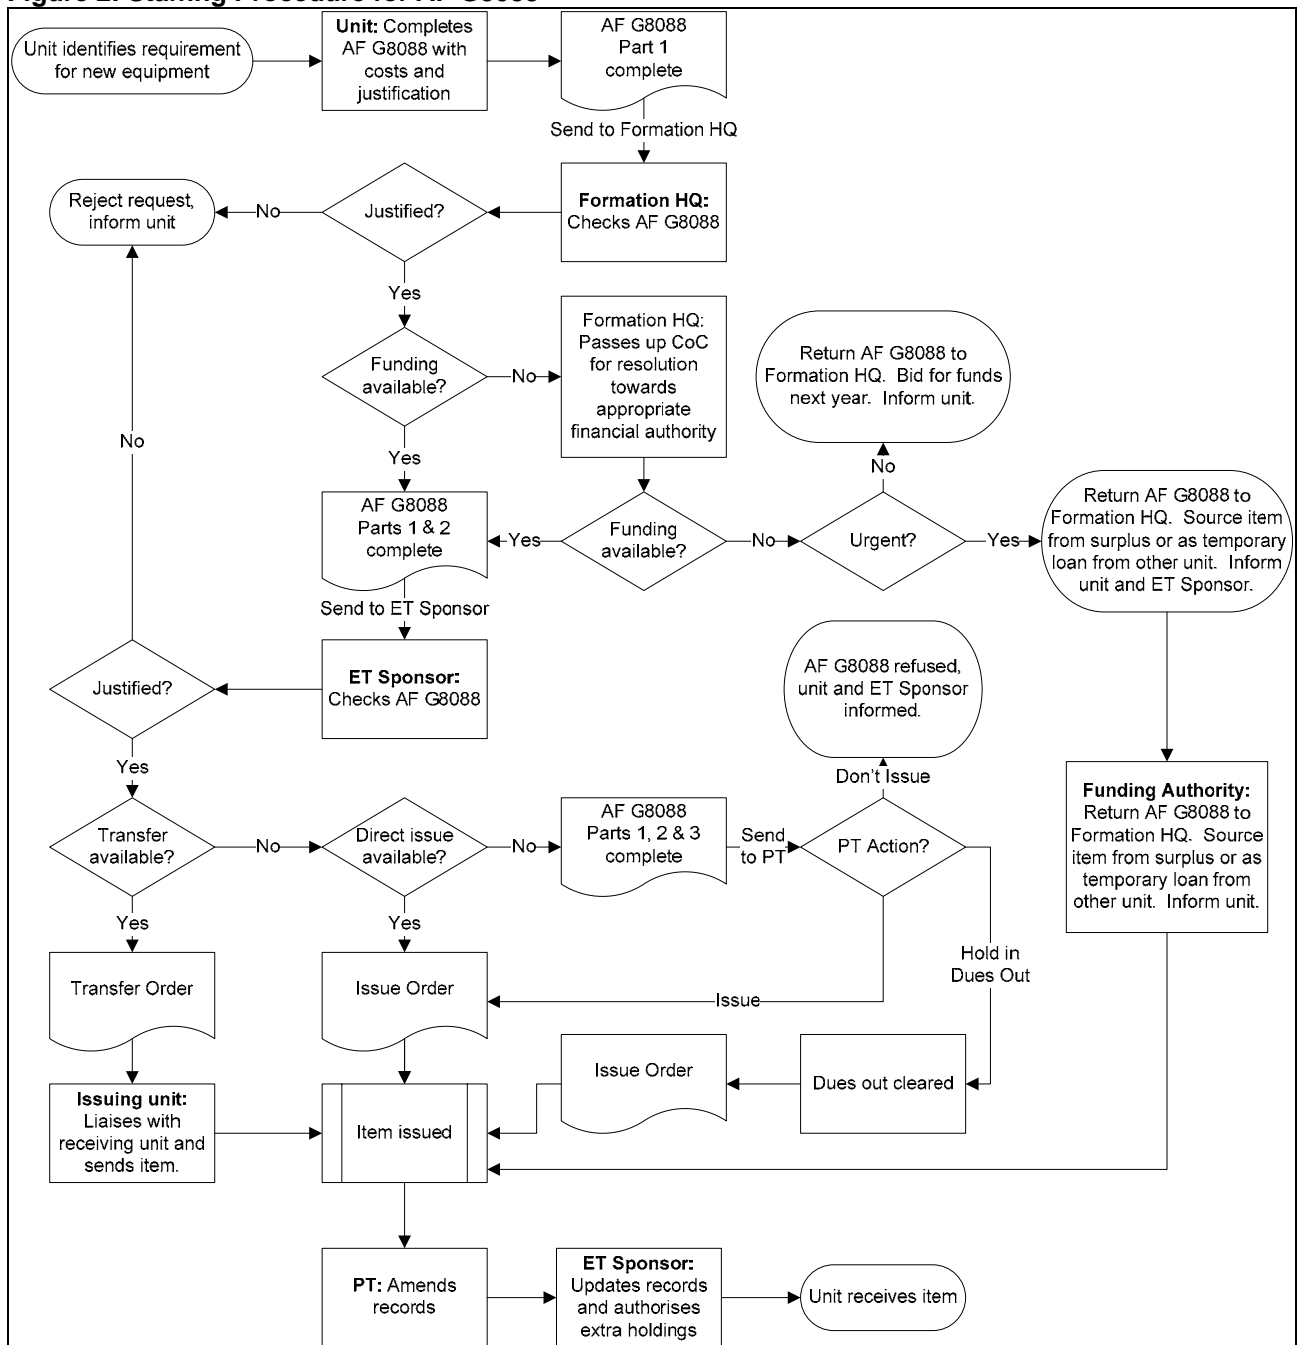 Unit identifies requirement
for new equipment
Unit: Completes
AF G8088 with
costs and
justification
AF G8088
Part 1
complete
Send to Formation HQ
Reject request,
inform unit
No
Justified?
Formation HQ:
Checks AF G8088
Yes
Funding
available?
No
Formation HQ:
Passes up CoC
for resolution
towards
appropriate
financial authority
Return AF G8088 to
Formation HQ.  Bid for funds
next year.  Inform unit.
No
Yes
No
AF G8088
Parts 1 & 2
complete
Yes
Funding
available?
No
Urgent?
Yes
Return AF G8088 to
Formation HQ.  Source item
from surplus or as temporary
loan from other unit.  Inform
unit and ET Sponsor.
Send to ET Sponsor
Justified?
ET Sponsor:
Checks AF G8088
AF G8088 refused,
unit and ET Sponsor
informed.
Yes
Don't Issue
Funding Authority:
Return AF G8088 to
Formation HQ.  Source
item from surplus or as
temporary loan from
other unit.  Inform unit.
Transfer
available?
No
Direct issue
available?
No
AF G8088
Parts 1, 2 & 3
complete
Send
to PT
PT Action?
Yes
Yes
Hold in
Dues Out
Transfer Order
Issue Order
Issue
Issue Order
Dues out cleared
Issuing unit:
Liaises with
receiving unit and
sends item.
Item issued
PT: Amends
records
ET Sponsor:
Updates records
and authorises
extra holdings
Unit receives item